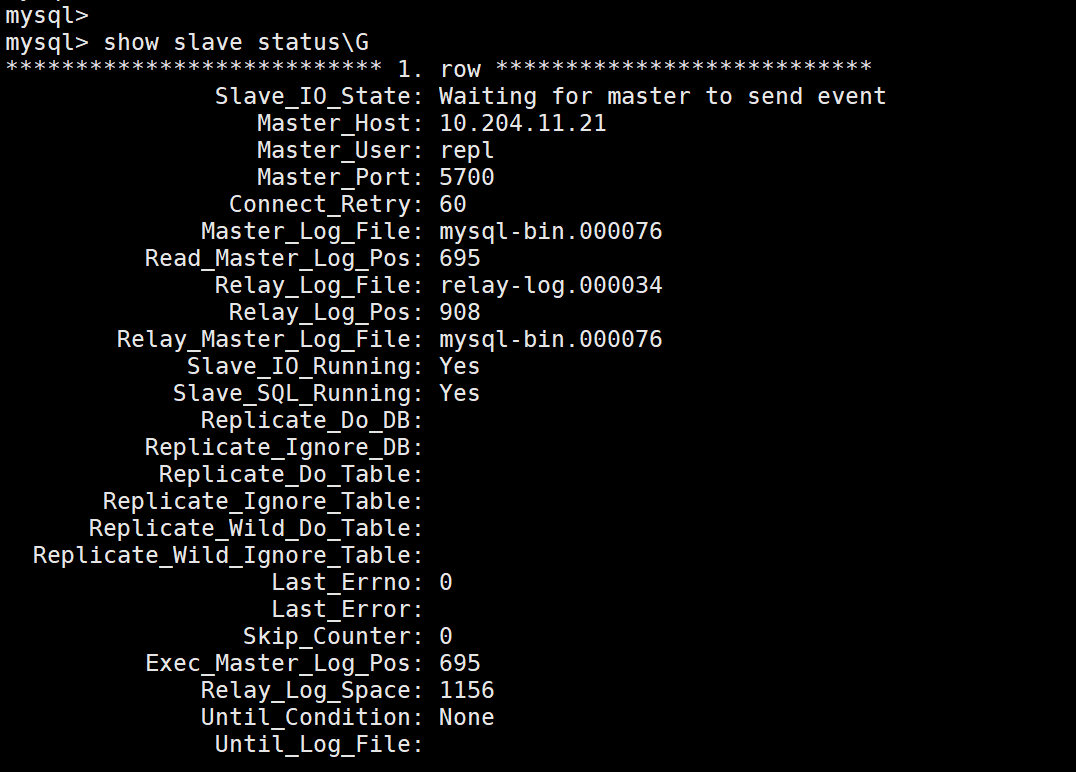 mysql>
mysql> show slave status\G
*************************** 1. row ***************************
Slave_IO_State: Waiting for master to send event
Master_Host: 10.204.11.21
Master_User: repl
Master_Port: 5700
Connect_Retry: 60
Master_Log_File: mysql-bin.000076
Read_Master_Log_Pos: 695
Relay_Log_File: relay-log.000034
Relay_Log_Pos: 908
Relay_Master_Log_File: mysql-bin.000076
Slave_IO_Running: Yes
Slave_SQL_Running: Yes
Replicate_Do_DB:
Replicate_Ignore_DB:
Replicate_Do_Table:
Replicate_Ignore_Table:
Replicate_Wild_Do_Table:
Replicate_Wild_Ignore_Table:
Last_Errno: 0
Last_Error:
Skip_Counter: 0
Exec_Master_Log_Pos: 695
Relay_Log_Space: 1156
Until_Condition: None
Until_Log_File: